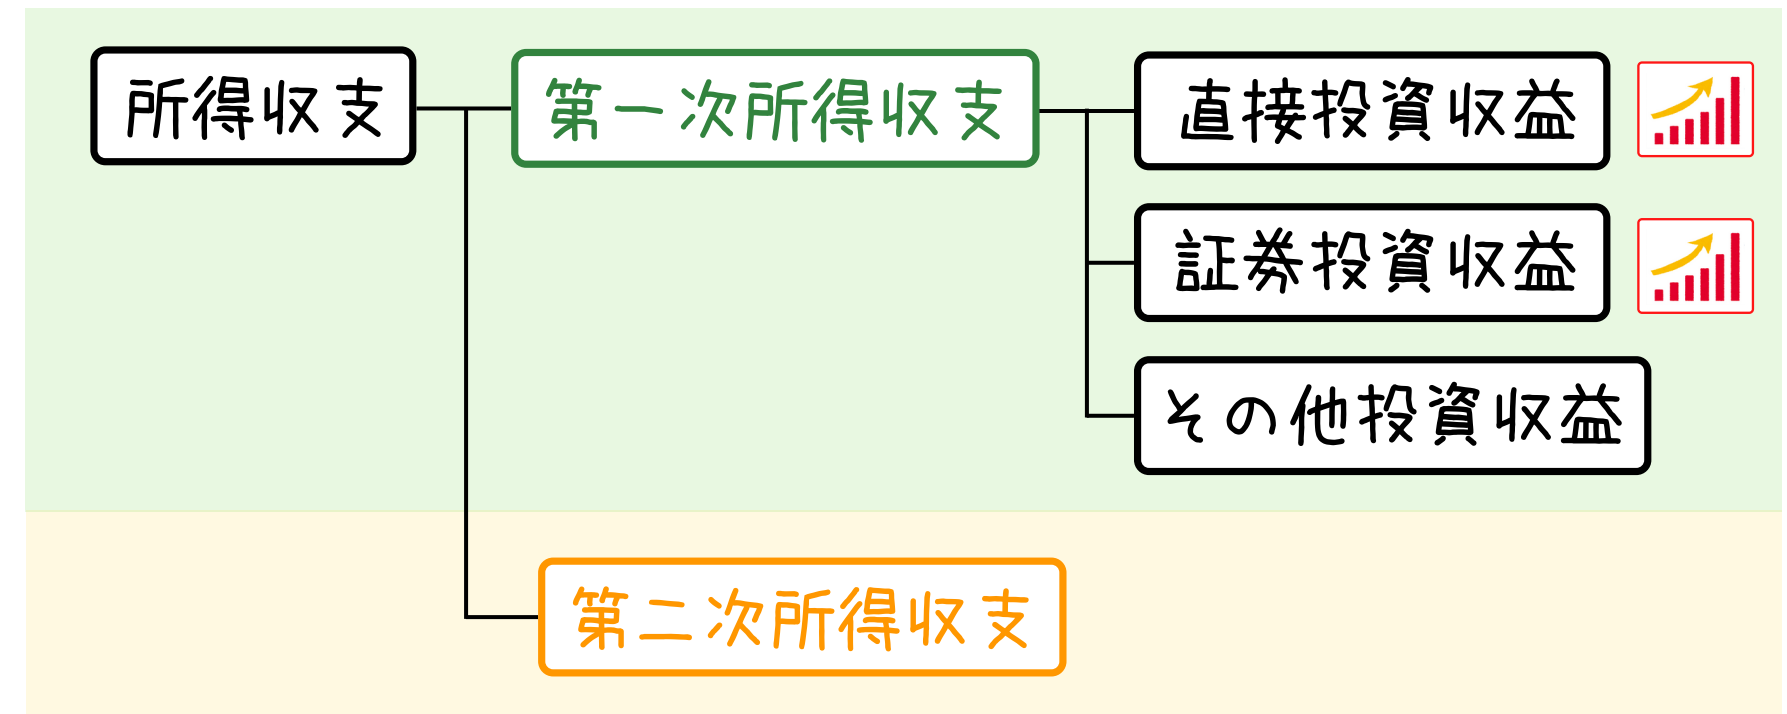 所得収支
第一次所得収支
直接投資収益
証券投資収益
その他投資収益
第二次所得収支